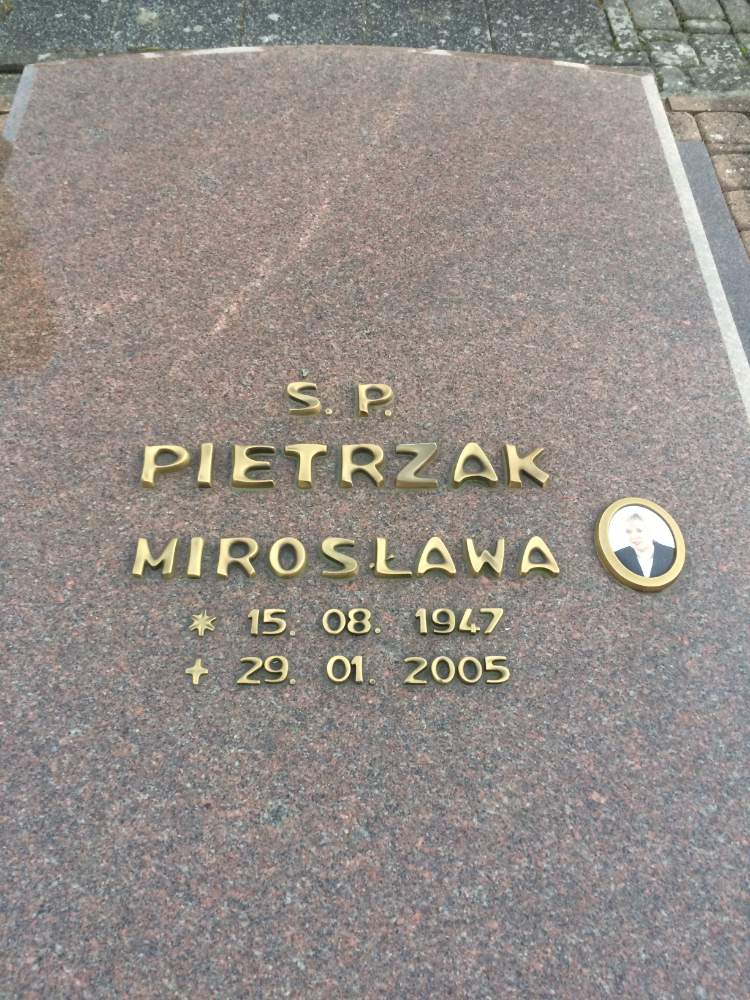 Ś. P.
PIETRZAK
MIROSŁAWA
* 15. 08. 1947
+ 29. 01. 2005